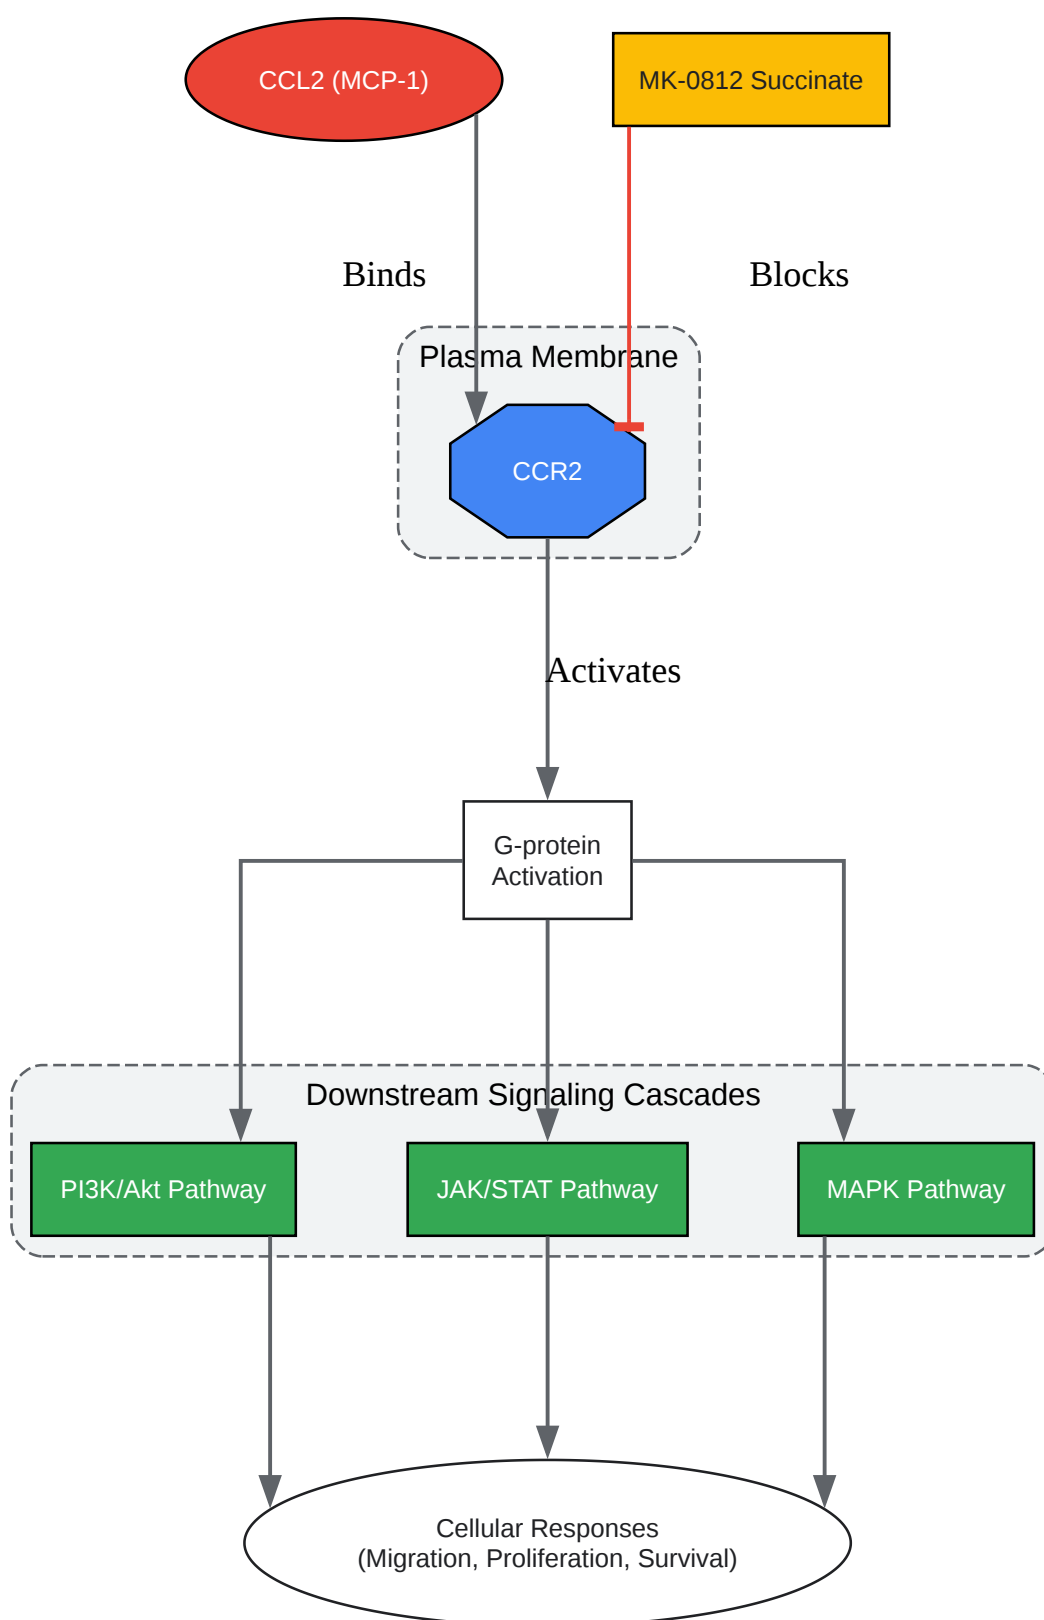 CCL2 (MCP-1)
MK-0812 Succinate
Binds
Blocks
Plasma Membrane
CCR2
Activates
G-protein
Activation
Downstream Signaling Cascades
PI3K/Akt Pathway
JAK/STAT Pathway
MAPK Pathway
Cellular Responses
(Migration, Proliferation, Survival)